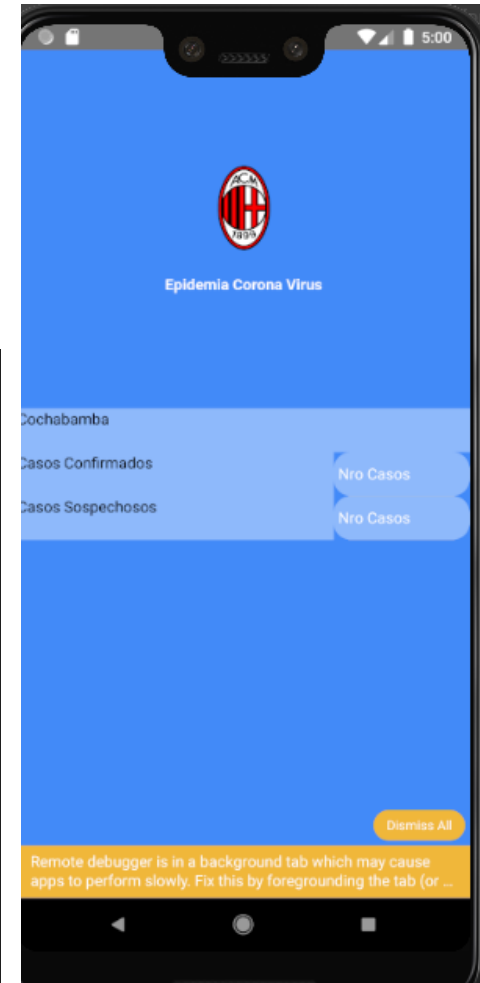 5:00
ACM
1899
Epidemia Corona Virus
Cochabamba
Casos Confirmados
Nro Casos
Casos Sospechosos
Nro Casos
Dismiss All
Remote debugger is in a background tab which may cause
apps to perform slowly. Fix this by foregrounding the tab (or ...